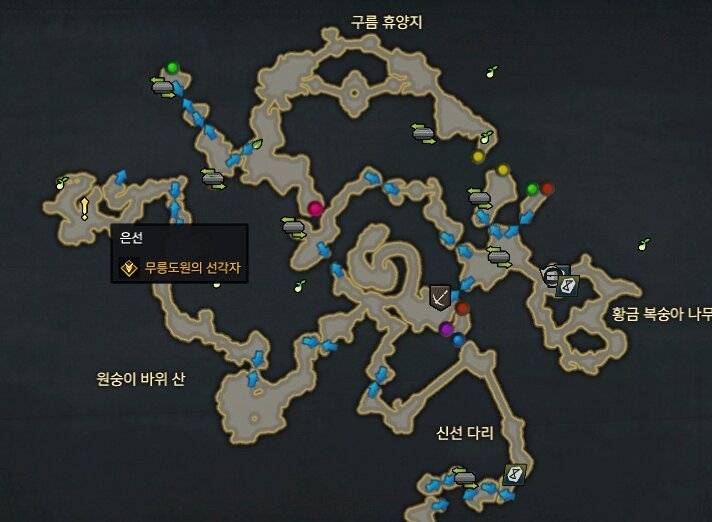 구름 휴양지
은선
무릉도원의 선각자
황금 복숭아 나무
원숭이 바위 산
신선 다리